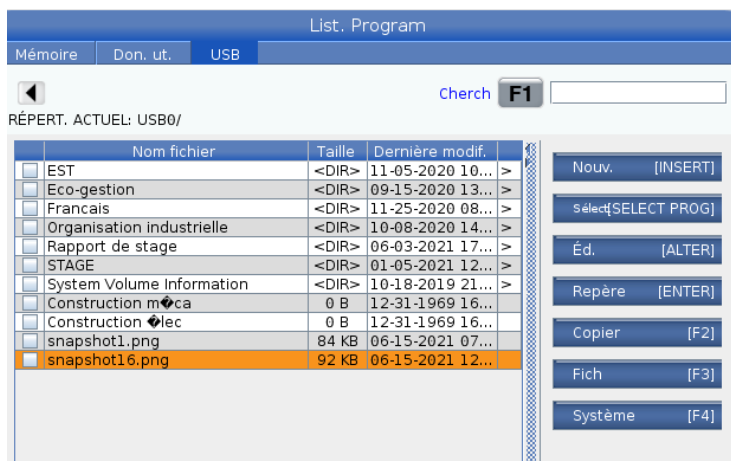 List. Program
Mémoire Don. ut. USB
Cherch F1
RÉPERT. ACTUEL: USB0/
Nom fichier Taille Dernière modif.
EST <DIR> 11-05-2020 10... >
Eco-gestion <DIR> 09-15-2020 13... >
Francais <DIR> 11-25-2020 08... >
Organisation industrielle <DIR> 10-08-2020 14... >
Rapport de stage <DIR> 06-03-2021 17... >
STAGE <DIR> 01-05-2021 12... >
System Volume Information <DIR> 10-18-2019 21... >
Construction m�ca 0 B 12-31-1969 16...
Construction �lec 0 B 12-31-1969 16...
snapshot1.png 84 KB 06-15-2021 07...
snapshot16.png 92 KB 06-15-2021 12...
Nouv. [INSERT]
Sélect[SELECT PROG]
Éd. [ALTER]
Repère [ENTER]
Copier [F2]
Fich [F3]
Système [F4]